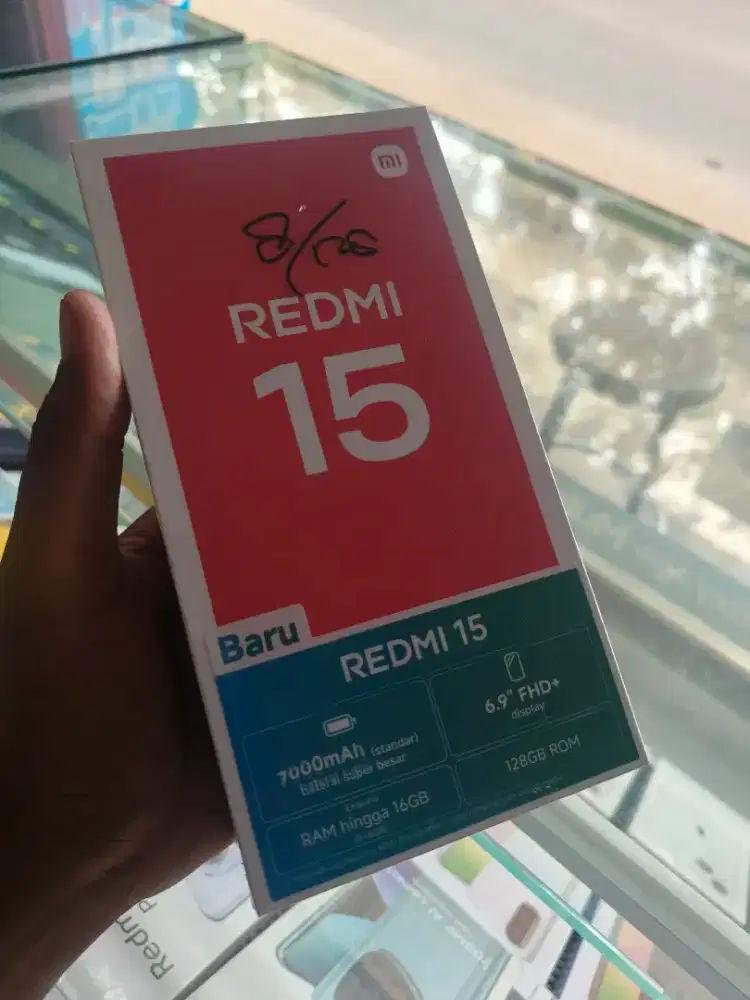 mi
8/128
REDMI
15
Baru
REDMI 15
7000mAh (standar)
baterai super besar
6.9" FHD+
display
RAM hingga 16GB
128GB ROM
Redmi